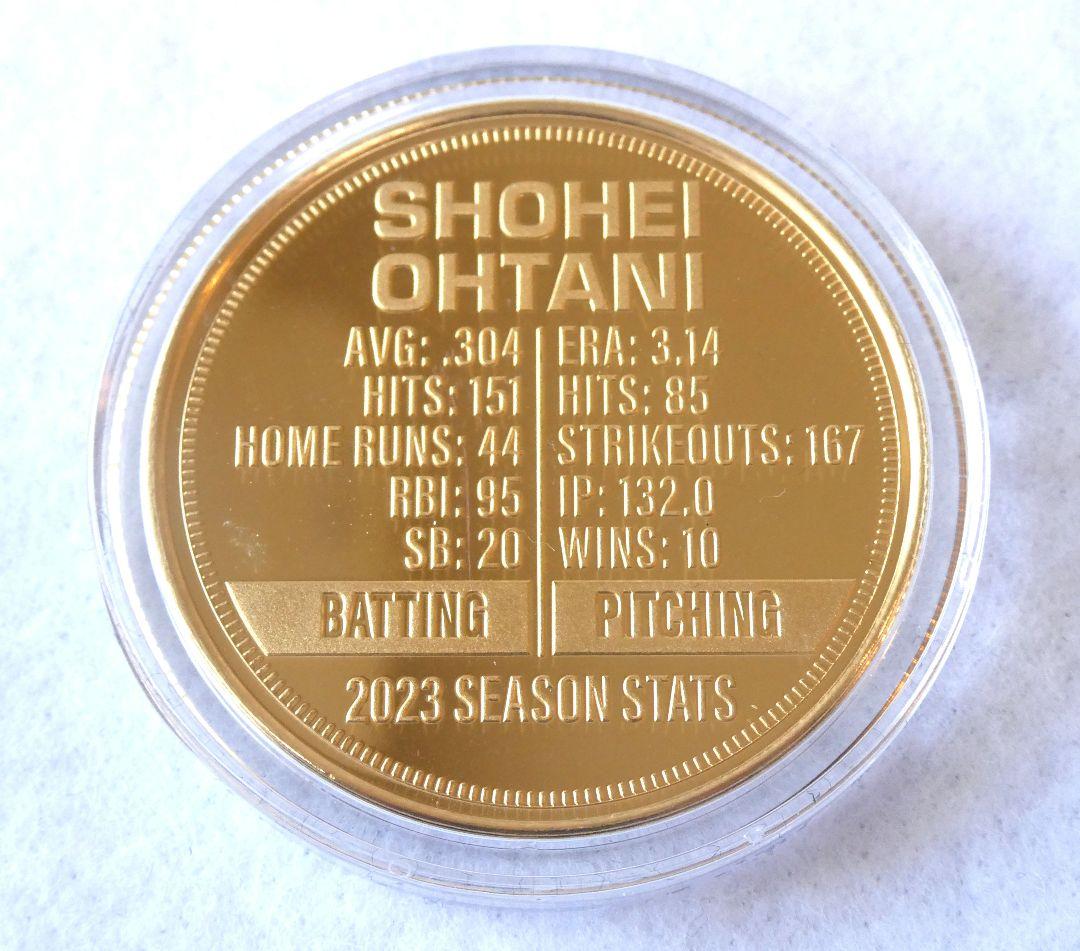 SHOHEI
OHTANI
AVG: .304
HITS: 151
HOME RUNS: 44
RBI: 95
SB: 20
BATTING
ERA: 3.14
HITS: 85
STRIKEOUTS: 167
IP: 132.0
WINS: 10
PITCHING
2023 SEASON STATS